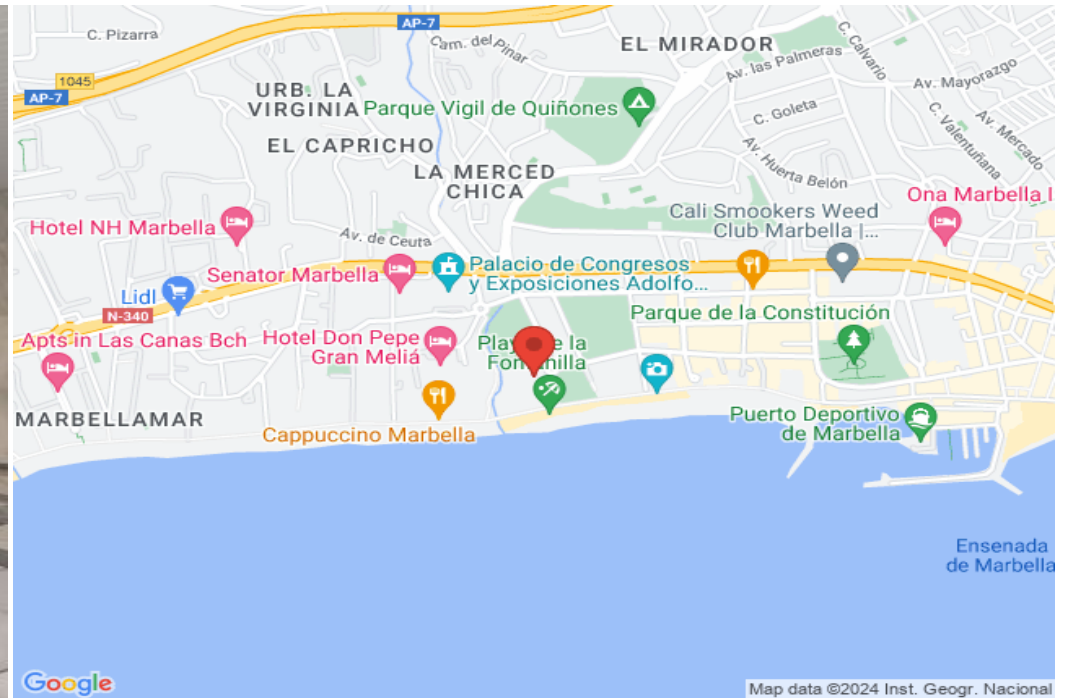 C. Pizarra
AP-7
Cam. del Pinar
EL MIRADOR
C. Calvario
Av. las Palmeras
Av. Mayorazgo
1045
AP-7
URB. LA
VIRGINIA
Parque Vigil de Quiñones
C. Goleta
C. Valentuñana
Av. Mercado
EL CAPRICHO
Av. Huerta Belón
LA MERCED
CHICA
Ona Marbella I
Hotel NH Marbella
Cali Smookers Weed
Club Marbella |...
Av. de Ceuta
Senator Marbella
Palacio de Congresos
y Exposiciones Adolfo...
Lidl
N-340
Parque de la Constitución
Apts in Las Canas Bch
Hotel Don Pepe
Gran Meliá
la
MARBELLAMAR
Cappuccino Marbella
Puerto Deportivo
de Marbella
Ensenada
de Marbella
Google
Map data ©2024 Inst. Geogr. Nacional